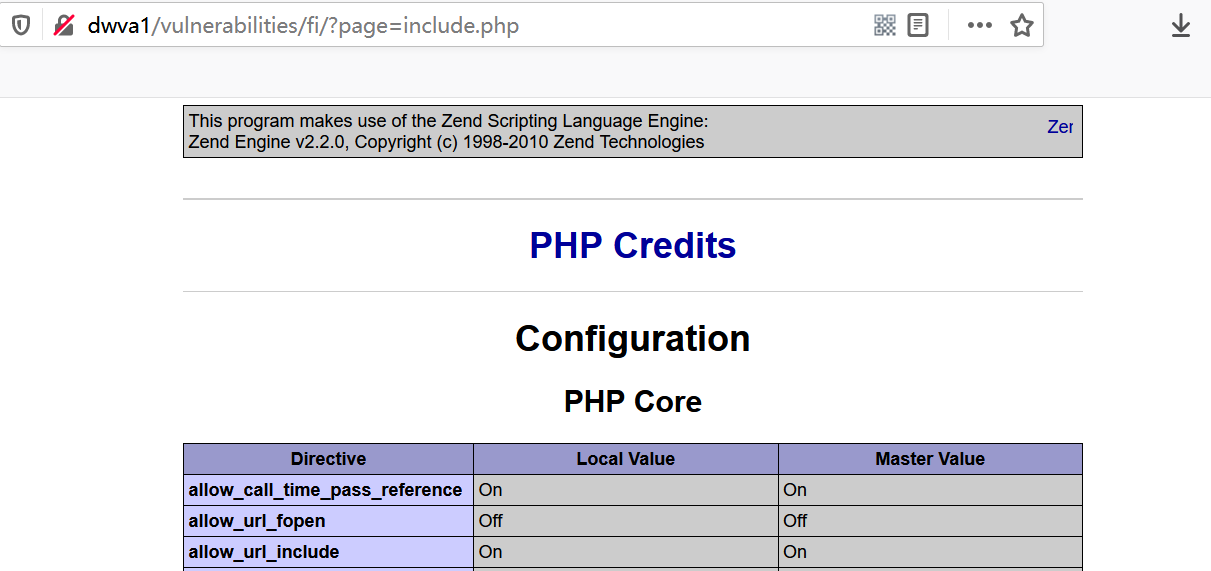 dwva1/vulnerabilities/fi/?page=include.php
This program makes use of the Zend Scripting Language Engine:
Zend Engine v2.2.0, Copyright (c) 1998-2010 Zend Technologies
Zer
PHP Credits
Configuration
PHP Core
Directive Local Value Master Value
allow_call_time_pass_reference On On
allow_url_fopen Off Off
allow_url_include On On